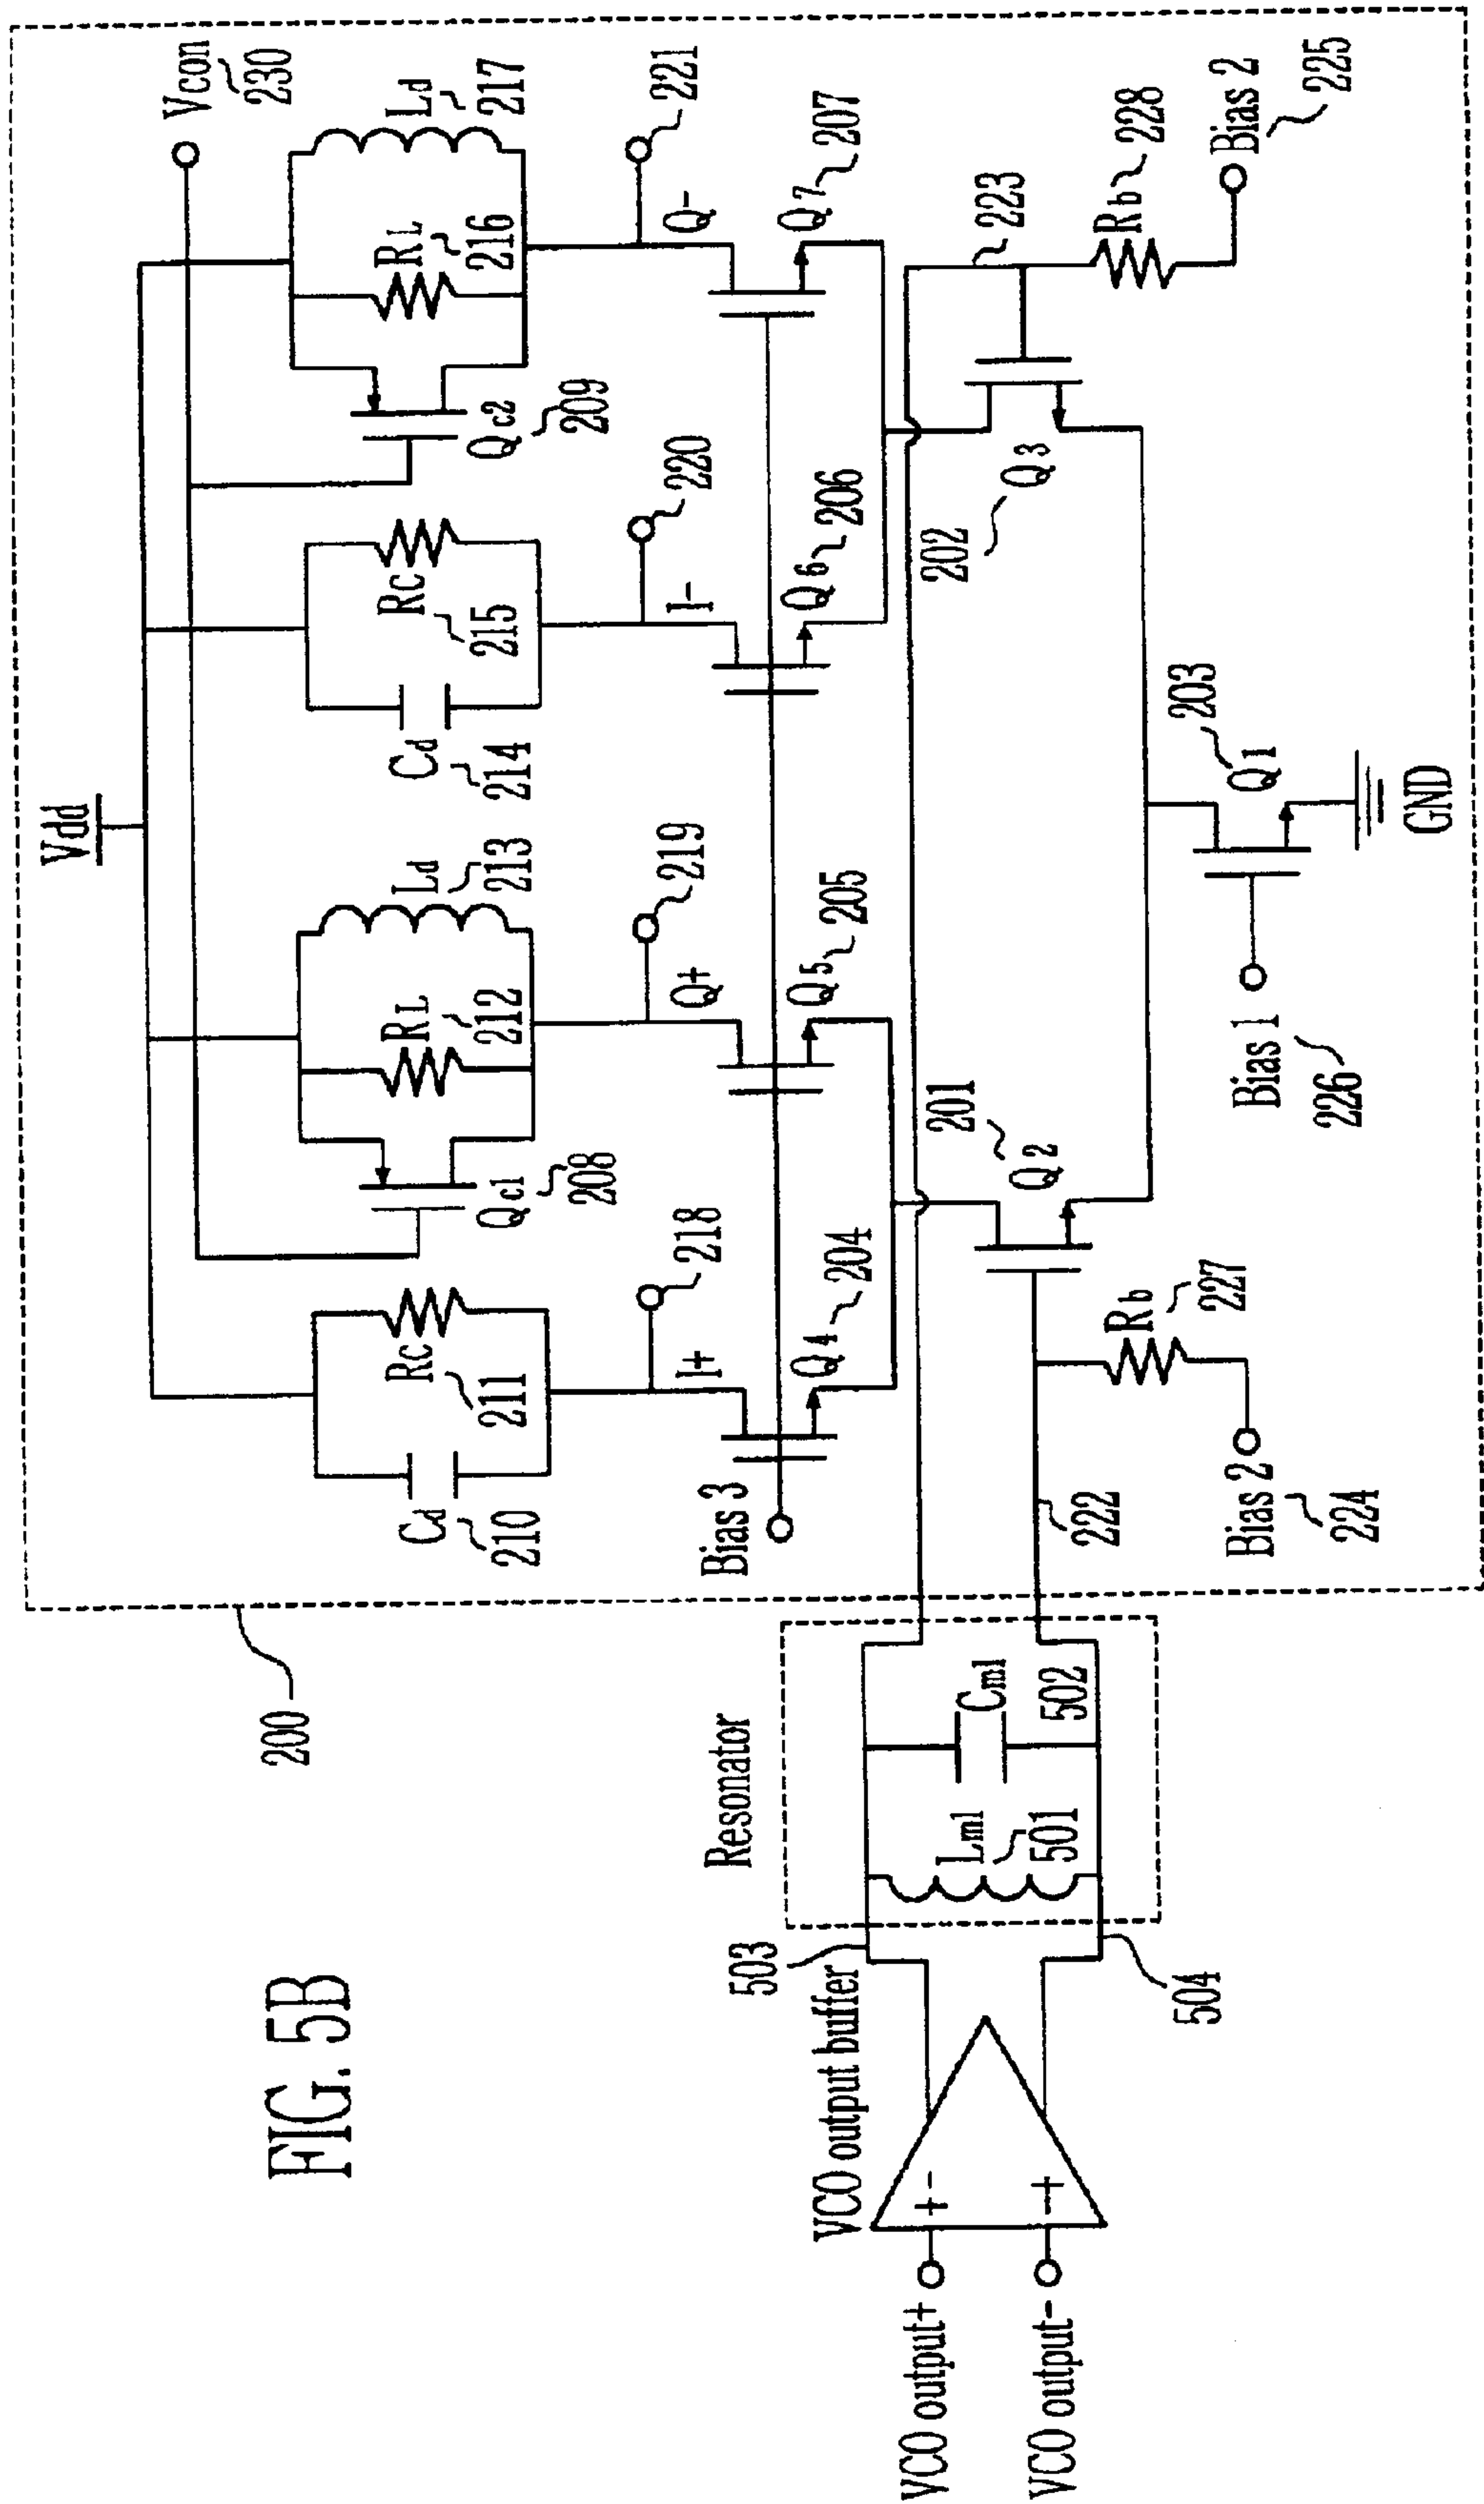 FIG. 5B
200
Vdd
Vcon
230
Cd
210
Rc
211
Qc1
208
RL
212
Ld
213
Cd
214
Rc
215
Qc2
209
RL
216
Ld
217
Bias 3
I+
218
Q4
204
Q+
219
Q5
205
I-
220
Q6
206
Q-
221
Q7
207
Resonator
VCO output buffer
503
504
VCO output+
VCO output-
+ -
- +
Lm1
501
Cm1
502
222
Rb
227
Bias 2
224
201
Q2
202
Q3
223
Rb
228
Bias 2
225
Bias 1
226
203
Q1
GND